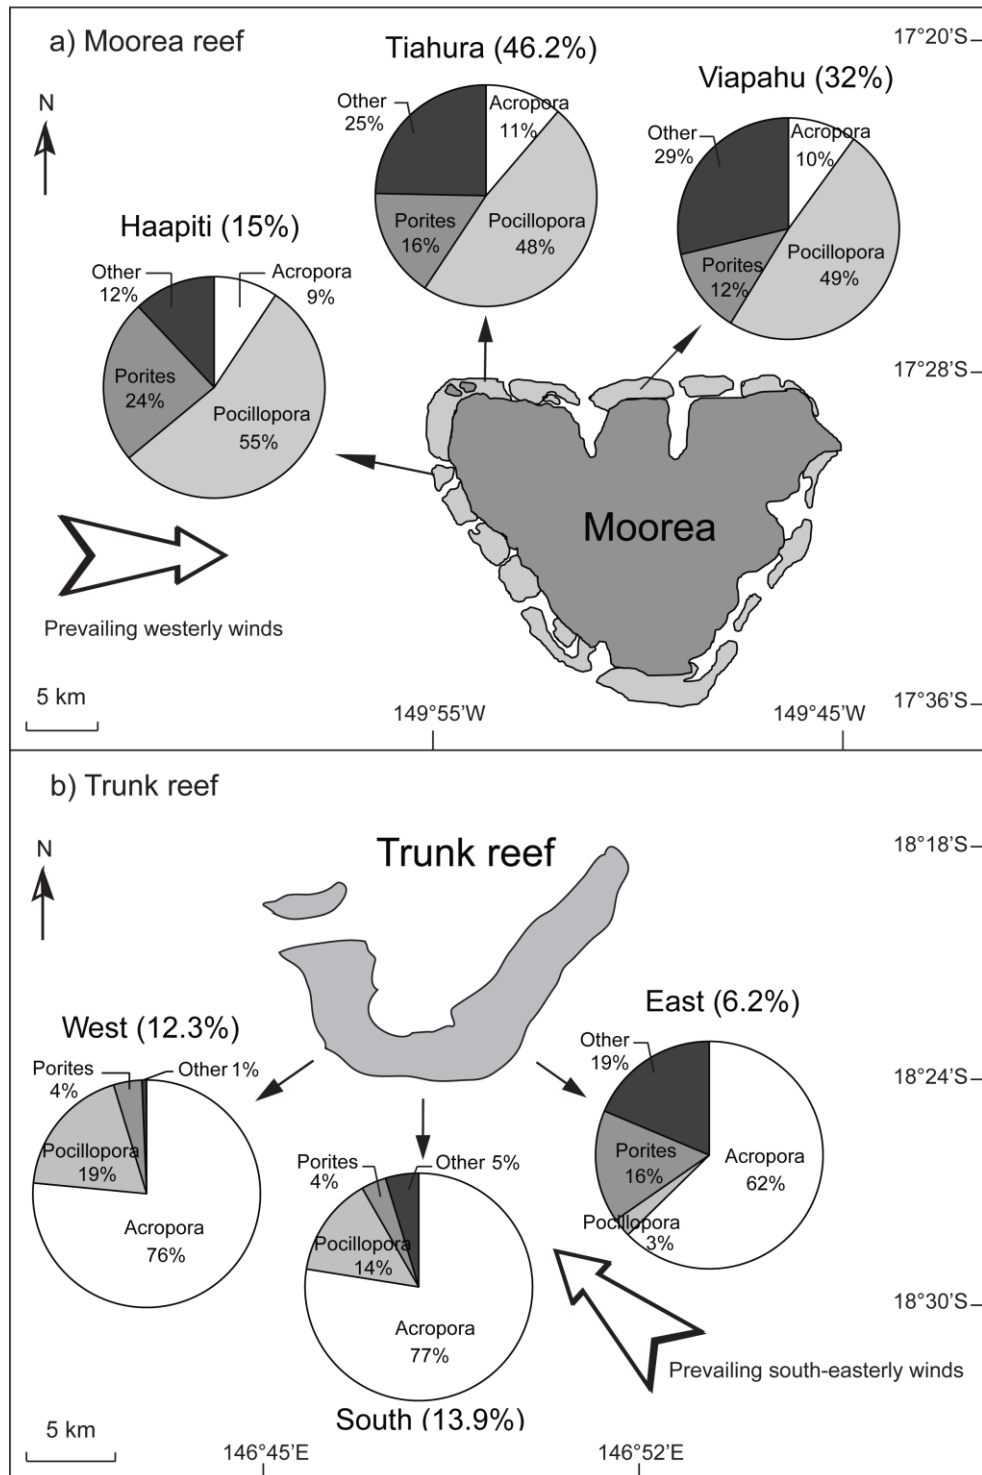 a) Moorea reef
17°20'S
N
Tiahura (46.2%)
Other
25%
Acropora
11%
Porites
16%
Pocillopora
48%
Viapahu (32%)
Other
29%
Acropora
10%
Porites
12%
Pocillopora
49%
Haapiti (15%)
Other
12%
Acropora
9%
Porites
24%
Pocillopora
55%
17°28'S
Moorea
Prevailing westerly winds
5 km
149°55'W
149°45'W
17°36'S
b) Trunk reef
N
Trunk reef
18°18'S
West (12.3%)
Porites
4%
Other 1%
Pocillopora
19%
Acropora
76%
East (6.2%)
Other
19%
Porites
16%
Acropora
62%
Pocillopora
3%
18°24'S
Porites
4%
Other 5%
Pocillopora
14%
Acropora
77%
South (13.9%)
18°30'S
Prevailing south-easterly winds
5 km
146°45'E
146°52'E